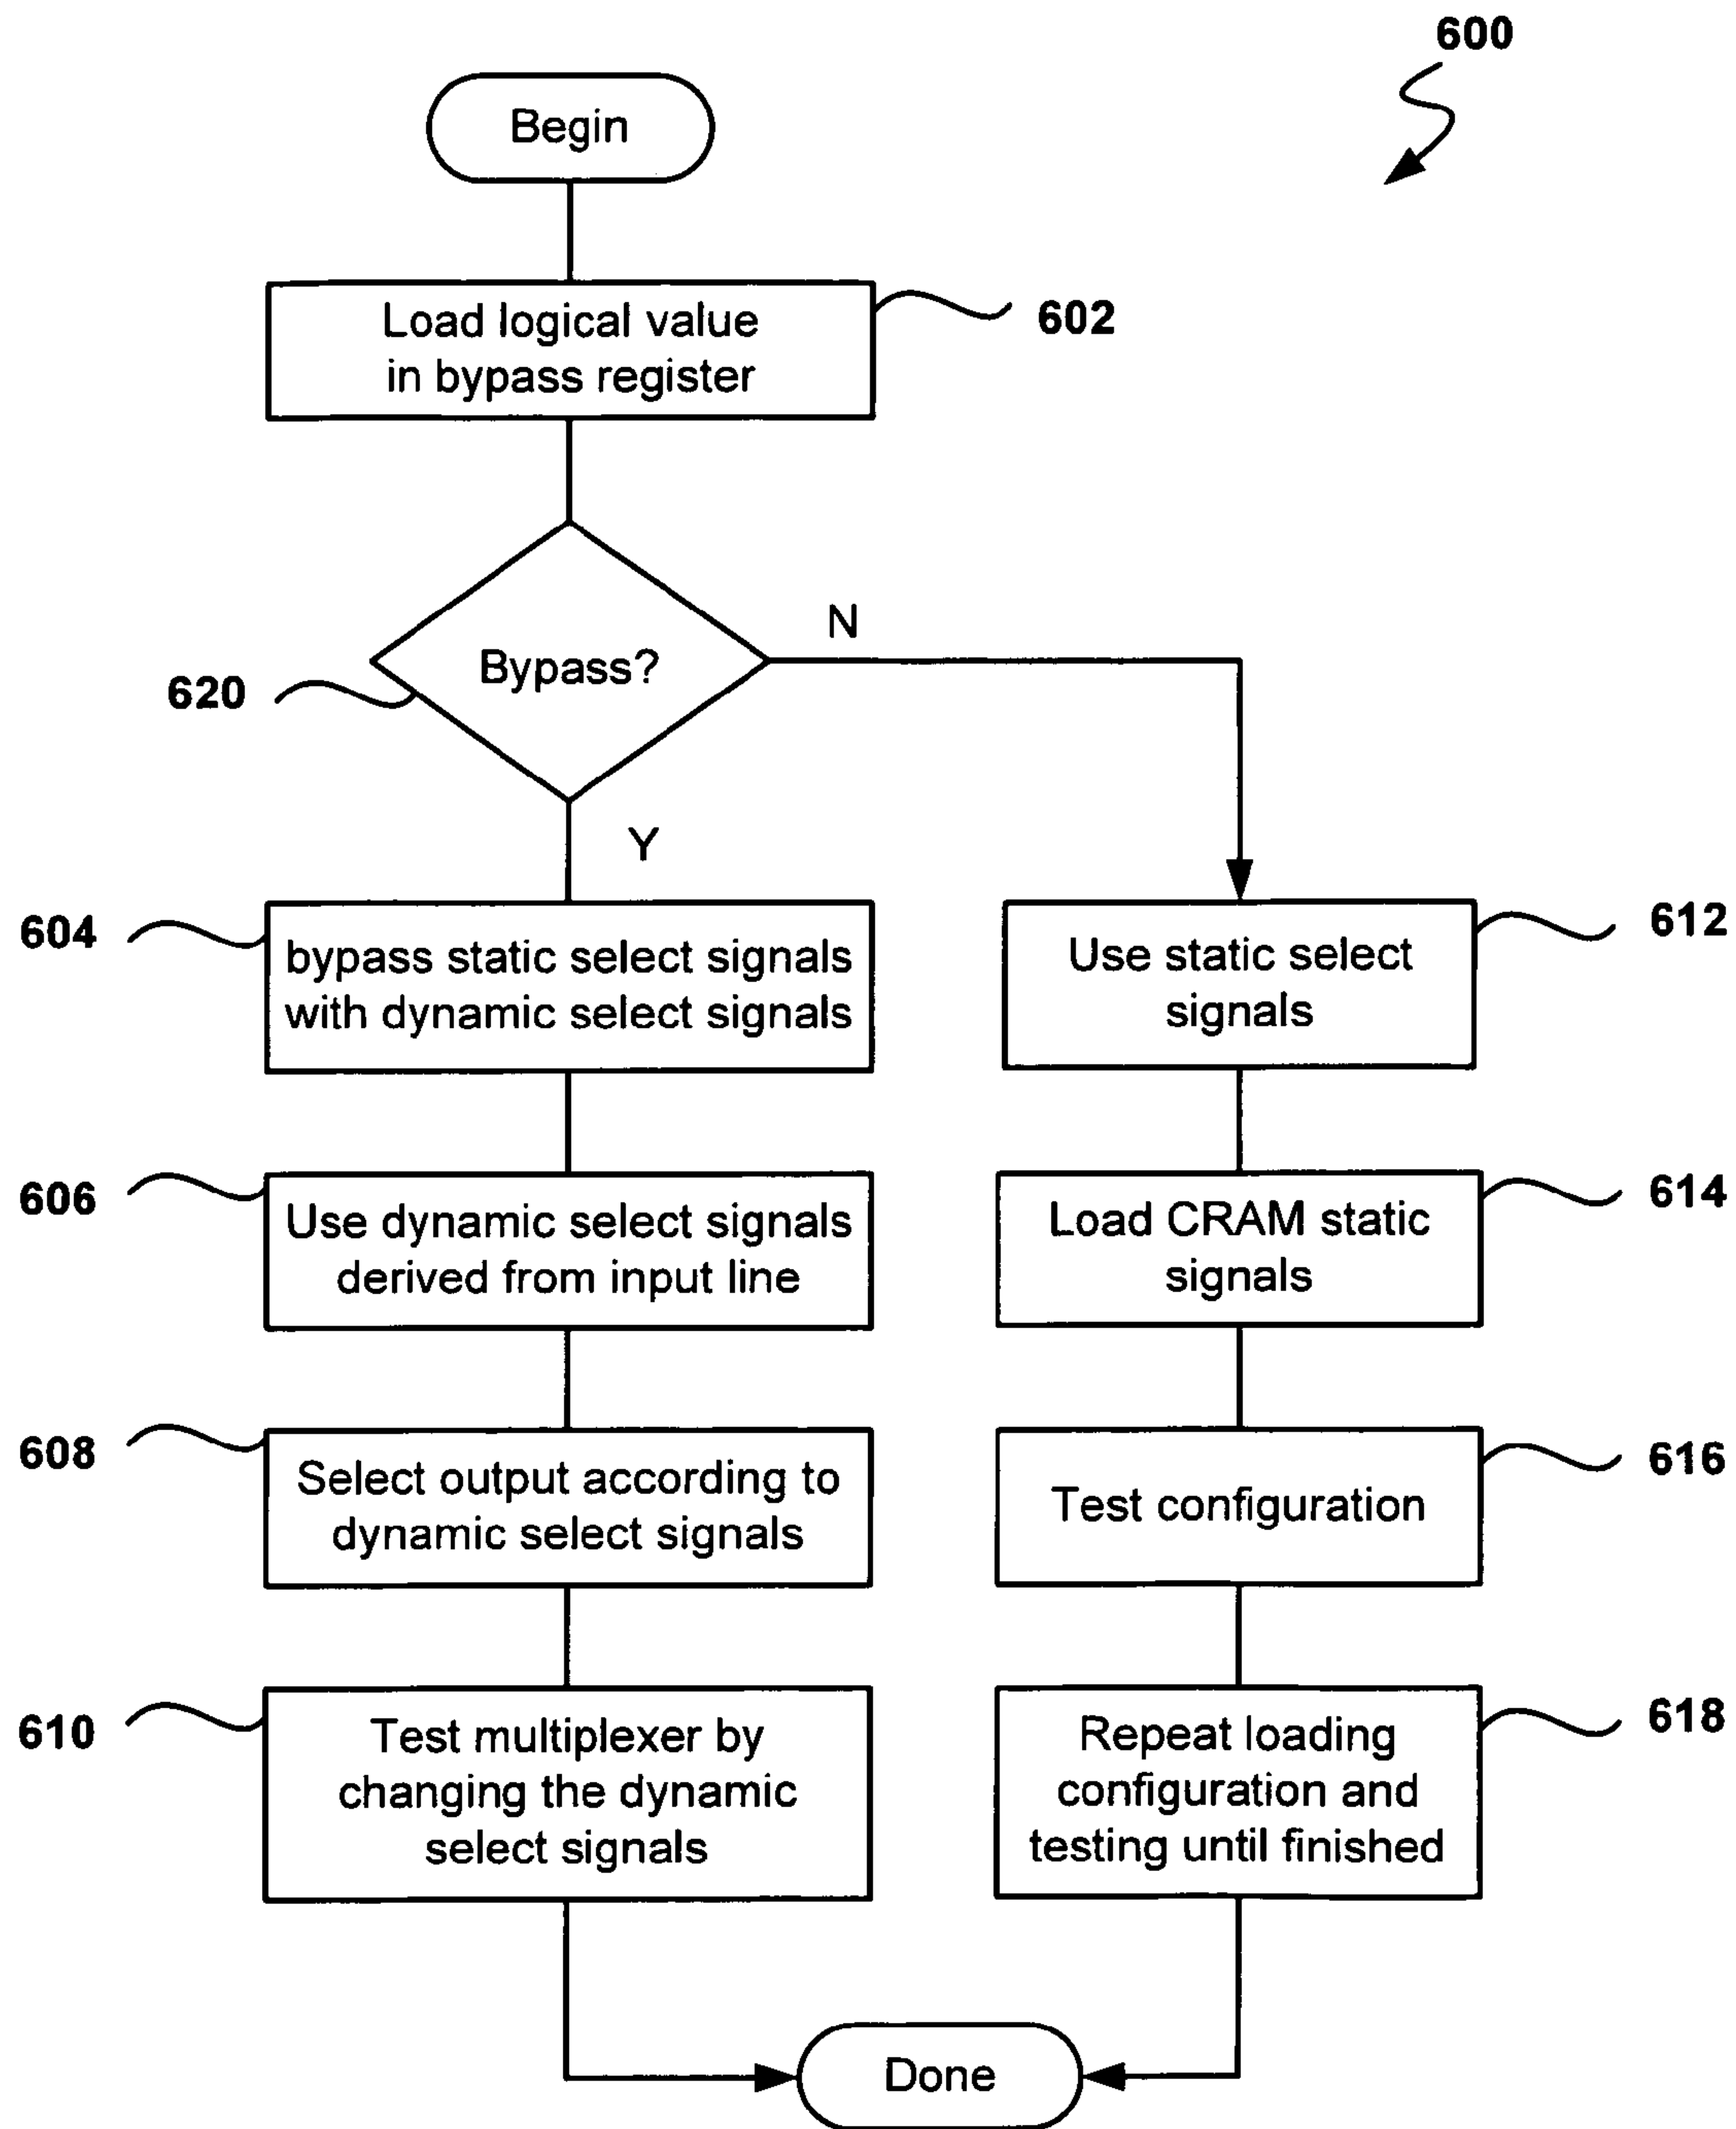 600
Begin
Load logical value
in bypass register
602
Bypass?
N
620
Y
604
bypass static select signals
with dynamic select signals
Use static select
signals
612
606
Use dynamic select signals
derived from input line
Load CRAM static
signals
614
608
Select output according to
dynamic select signals
Test configuration
616
610
Test multiplexer by
changing the dynamic
select signals
Repeat loading
configuration and
testing until finished
618
Done